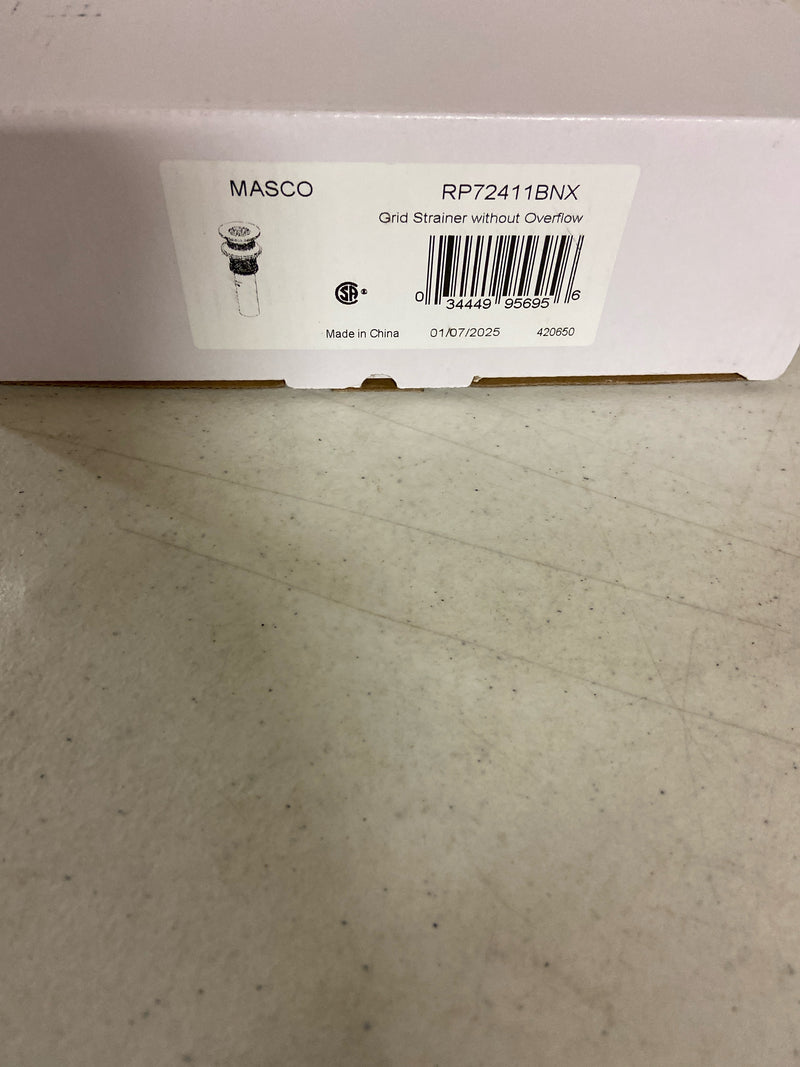 MASCO
RP72411BNX
Grid Strainer without Overflow
0 34449 95695 6
Made in China 01/07/2025 420650